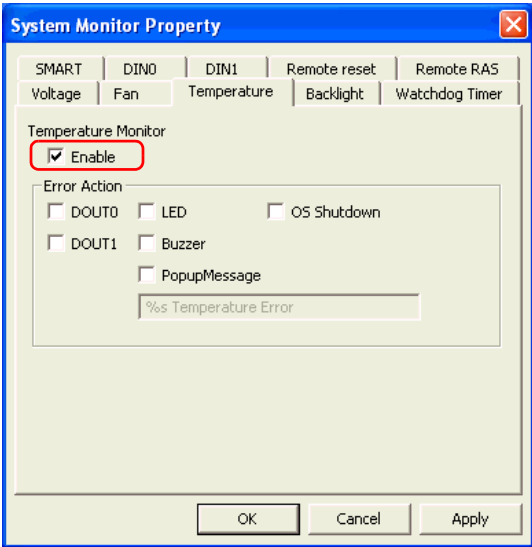 System Monitor Property
SMART DIN0 DIN1 Remote reset Remote RAS
Voltage Fan Temperature Backlight Watchdog Timer
Temperature Monitor
Enable
Error Action
DOUT0 LED OS Shutdown
DOUT1 Buzzer
PopupMessage
%s Temperature Error
OK Cancel Apply